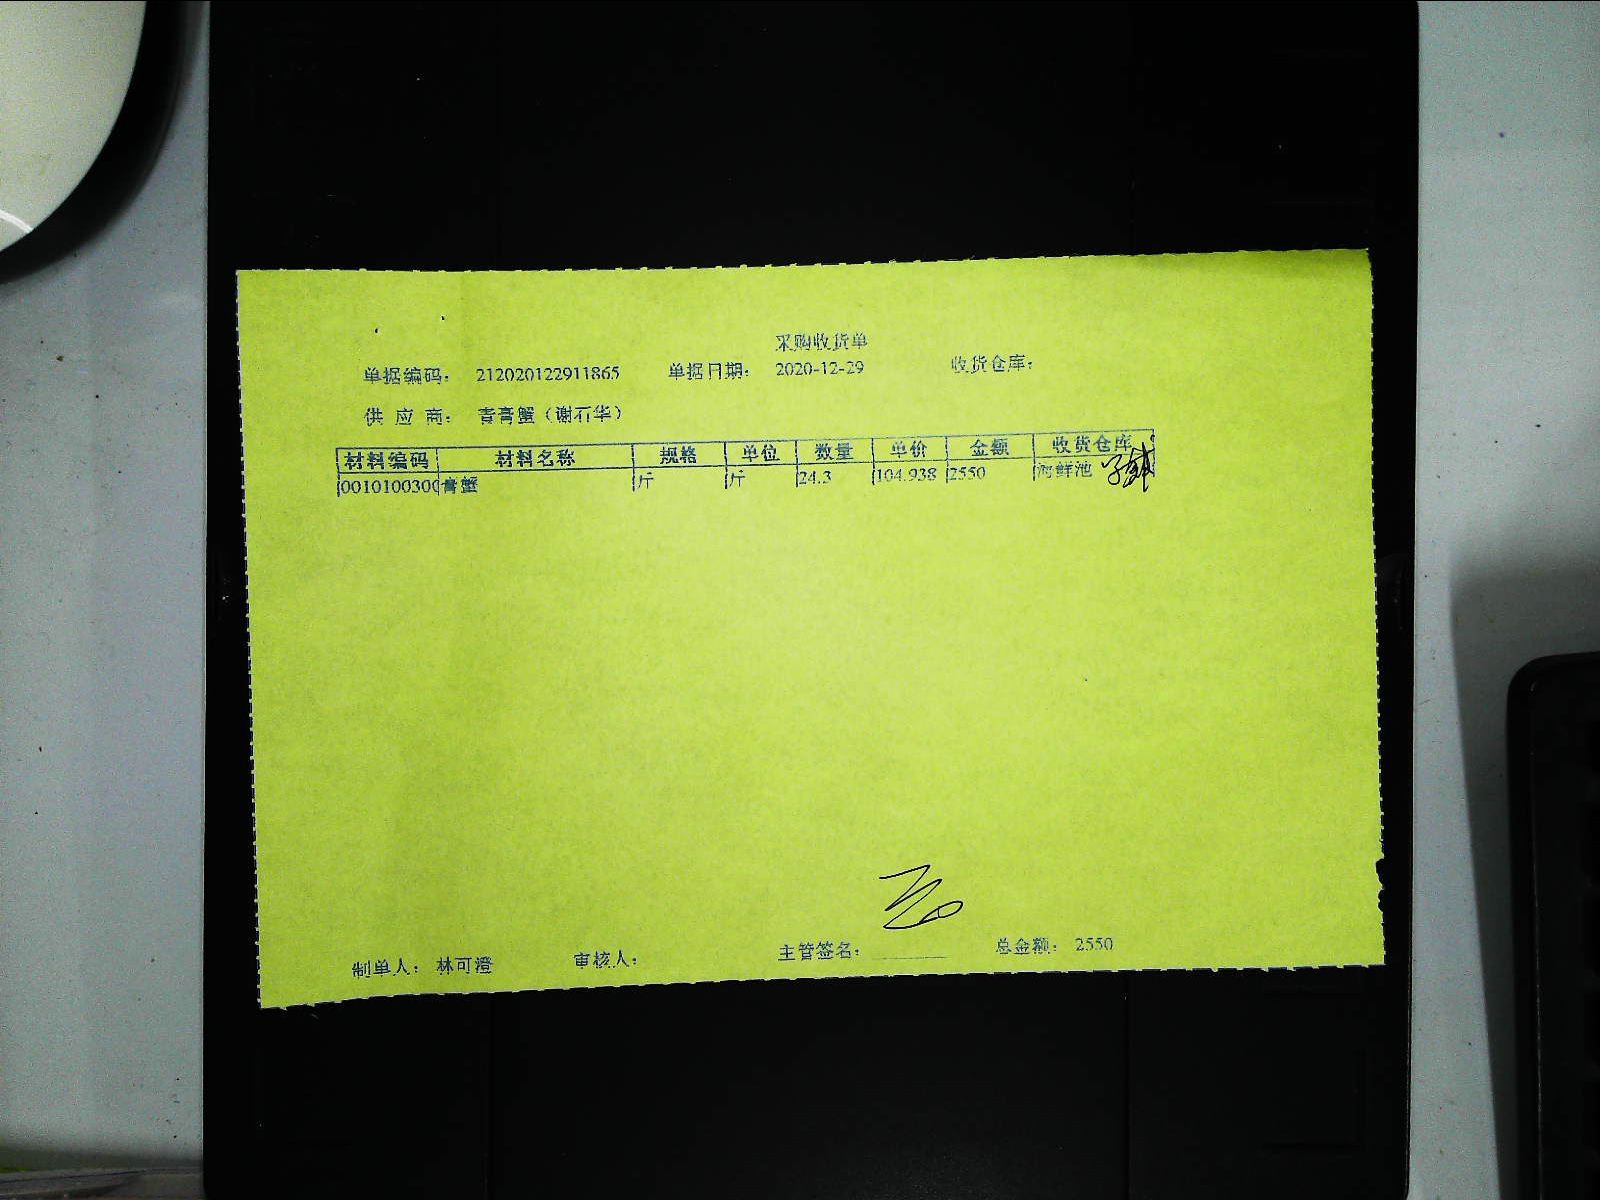 采购收货单
单据编码: 212020122911865 单据日期: 2020-12-29 收货仓库:
供 应 商: 青膏蟹（谢石华）
材料编码 材料名称 规格 单位 数量 单价 金额 收货仓库
0010100300 膏蟹 斤 斤 24.3 104.938 2550 海鲜池
制单人: 林可澄 审核人: 主管签名: 总金额: 2550